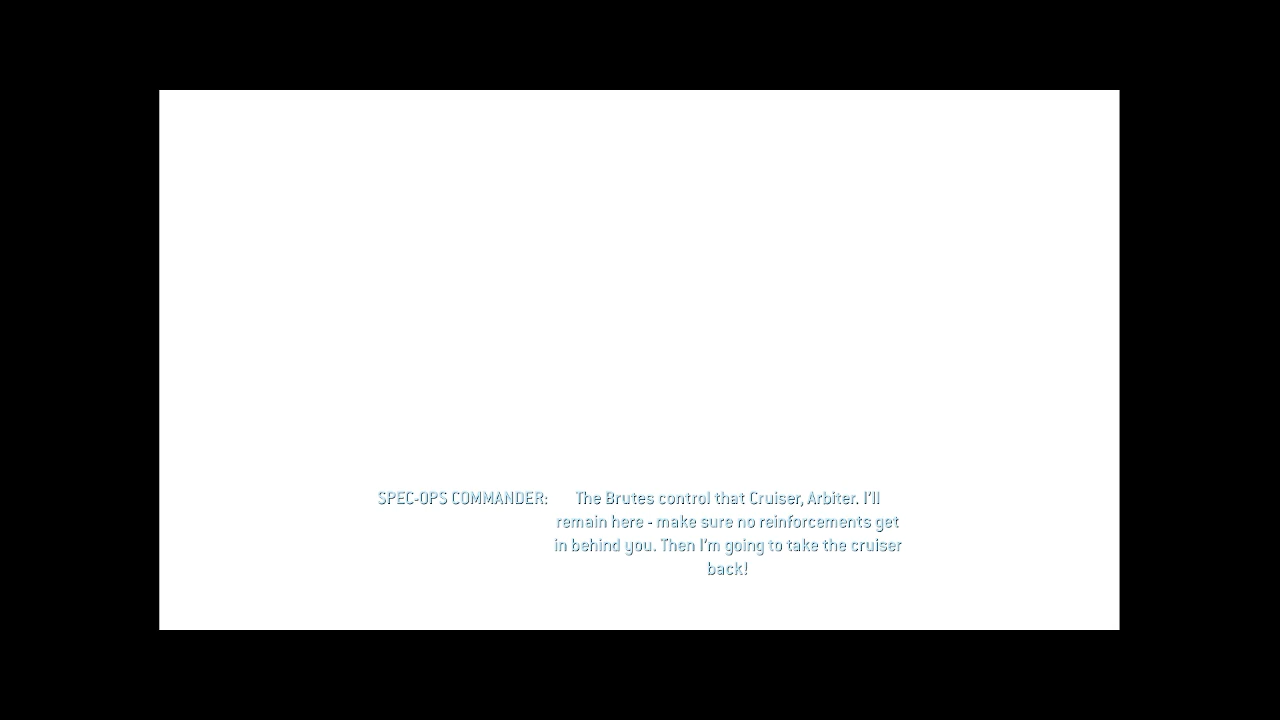 SPEC-OPS COMMANDER: The Brutes control that Cruiser, Arbiter. I'll
remain here - make sure no reinforcements get
in behind you. Then I'm going to take the cruiser
back!